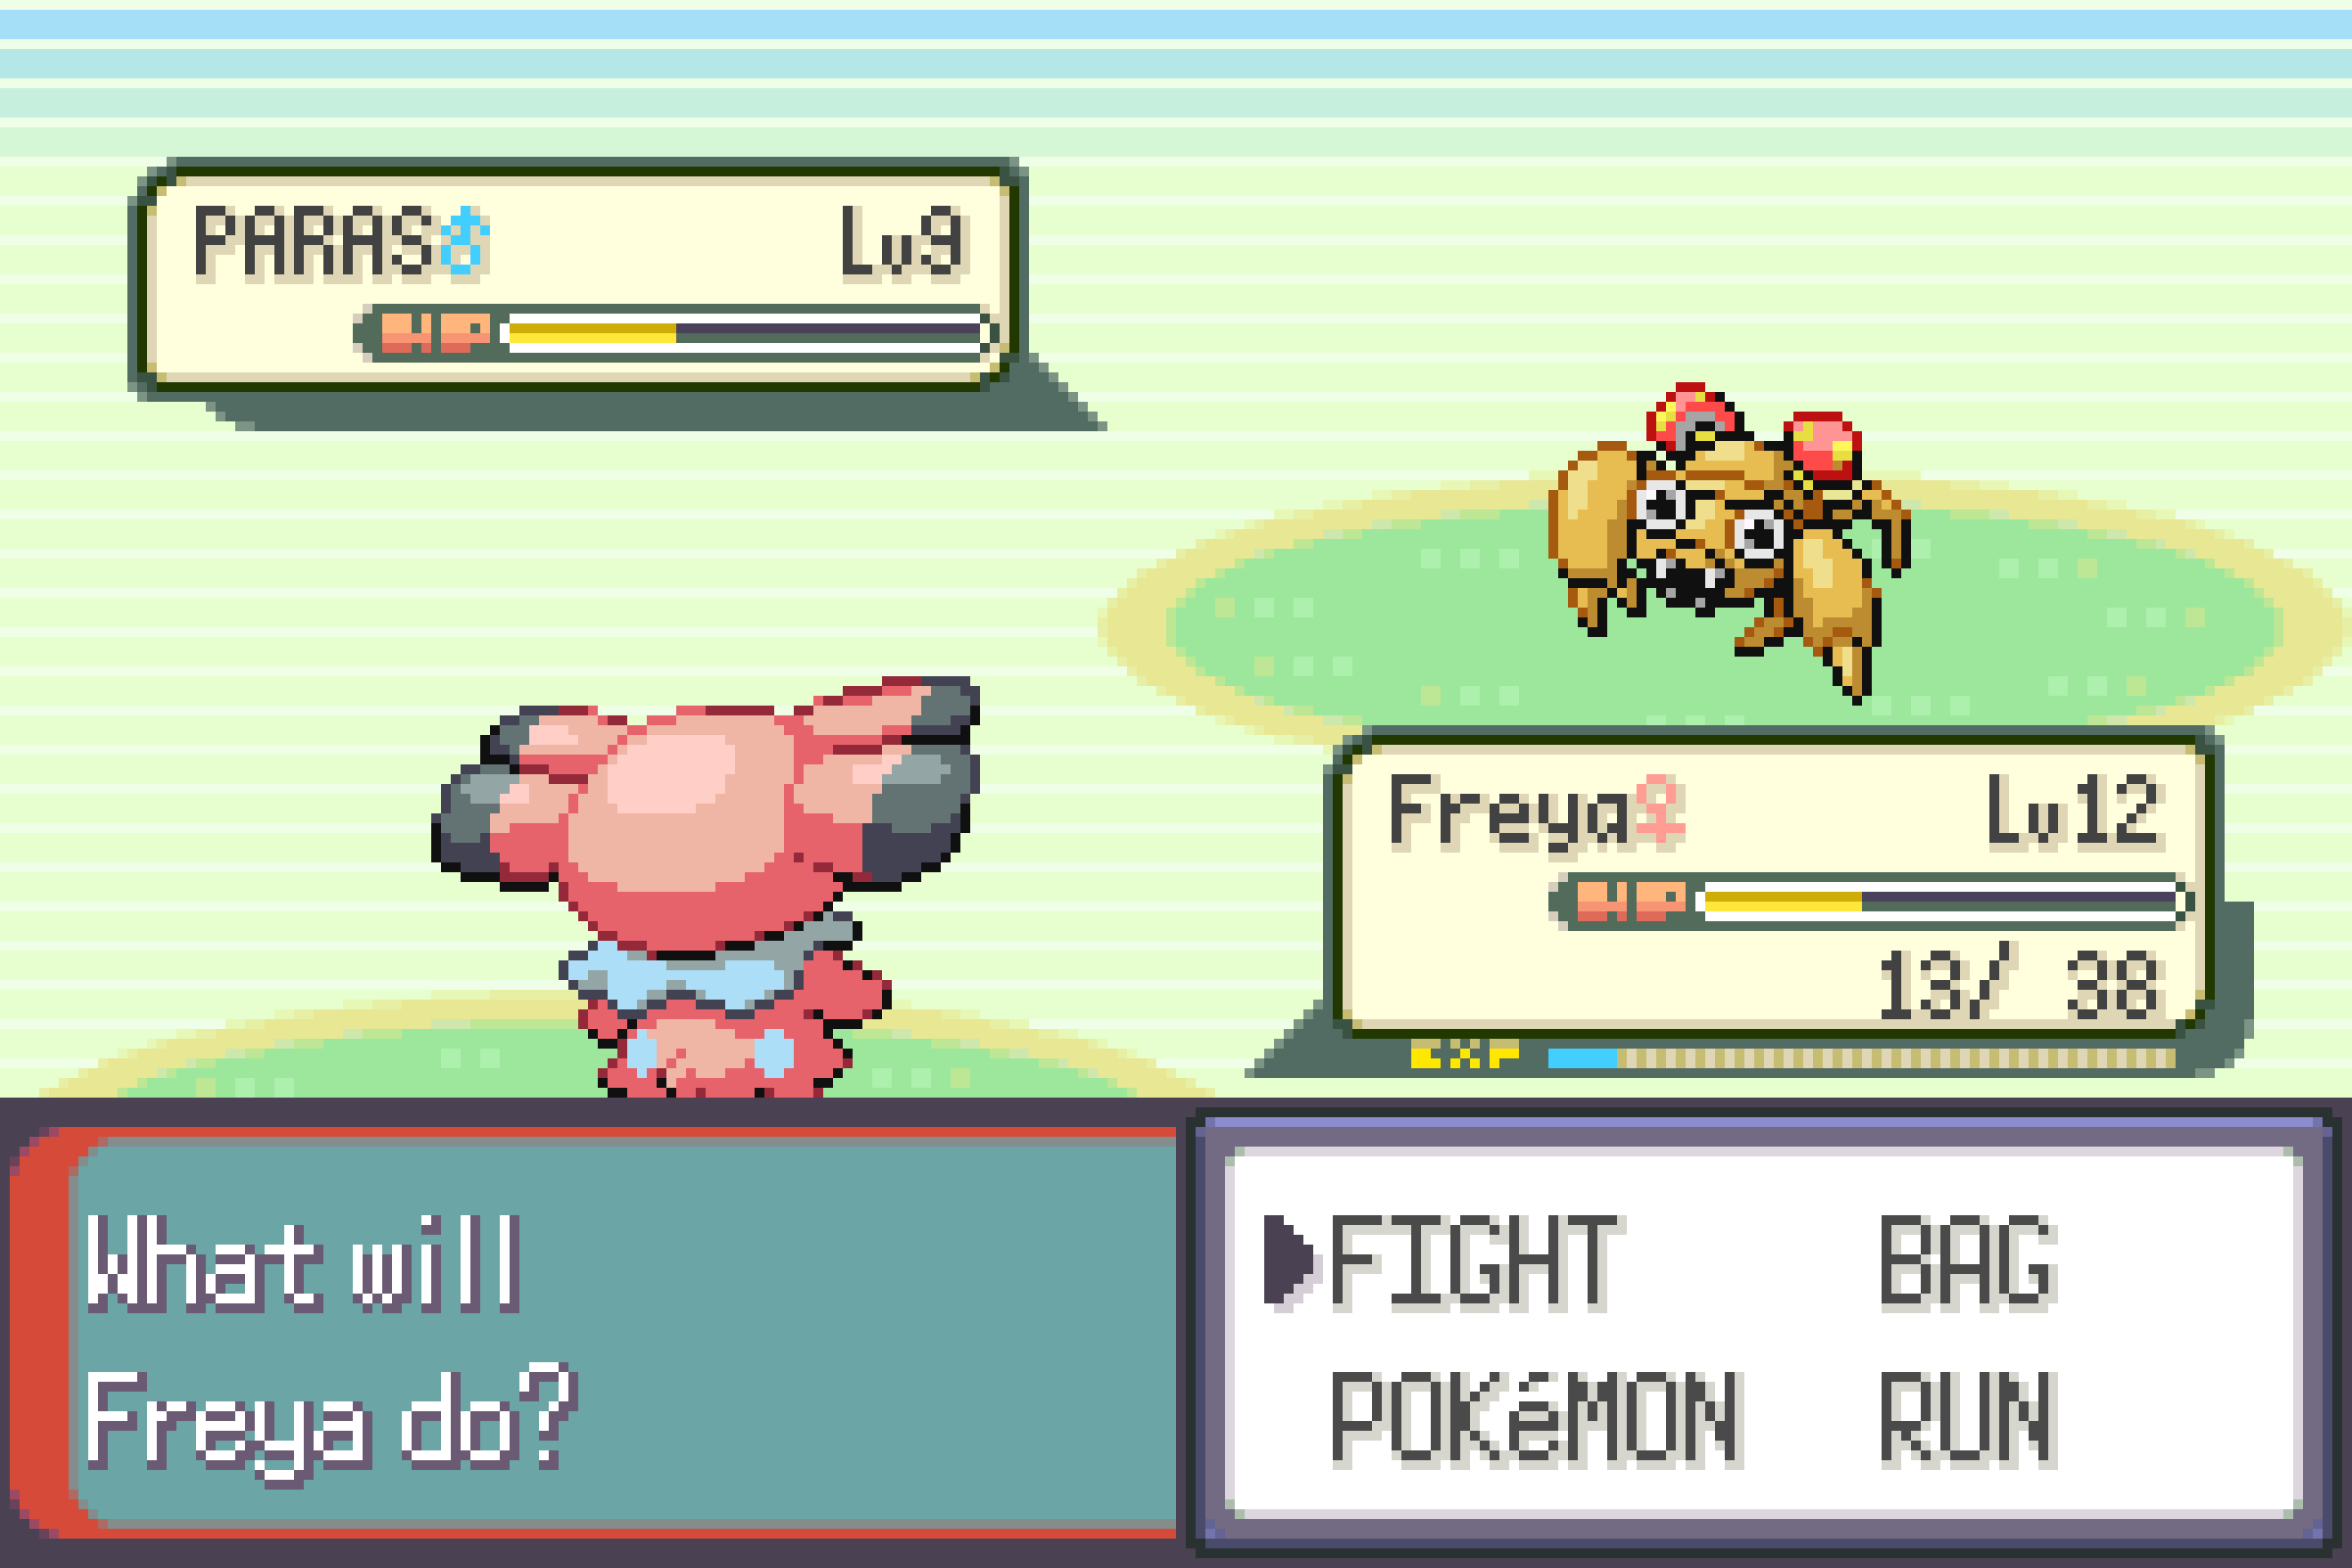 PARAS♂ Lv9
HP
Freya♀ Lv12
HP
13/ 38
EXP
What will
Freya do?
FIGHT BAG
POKéMON RUN